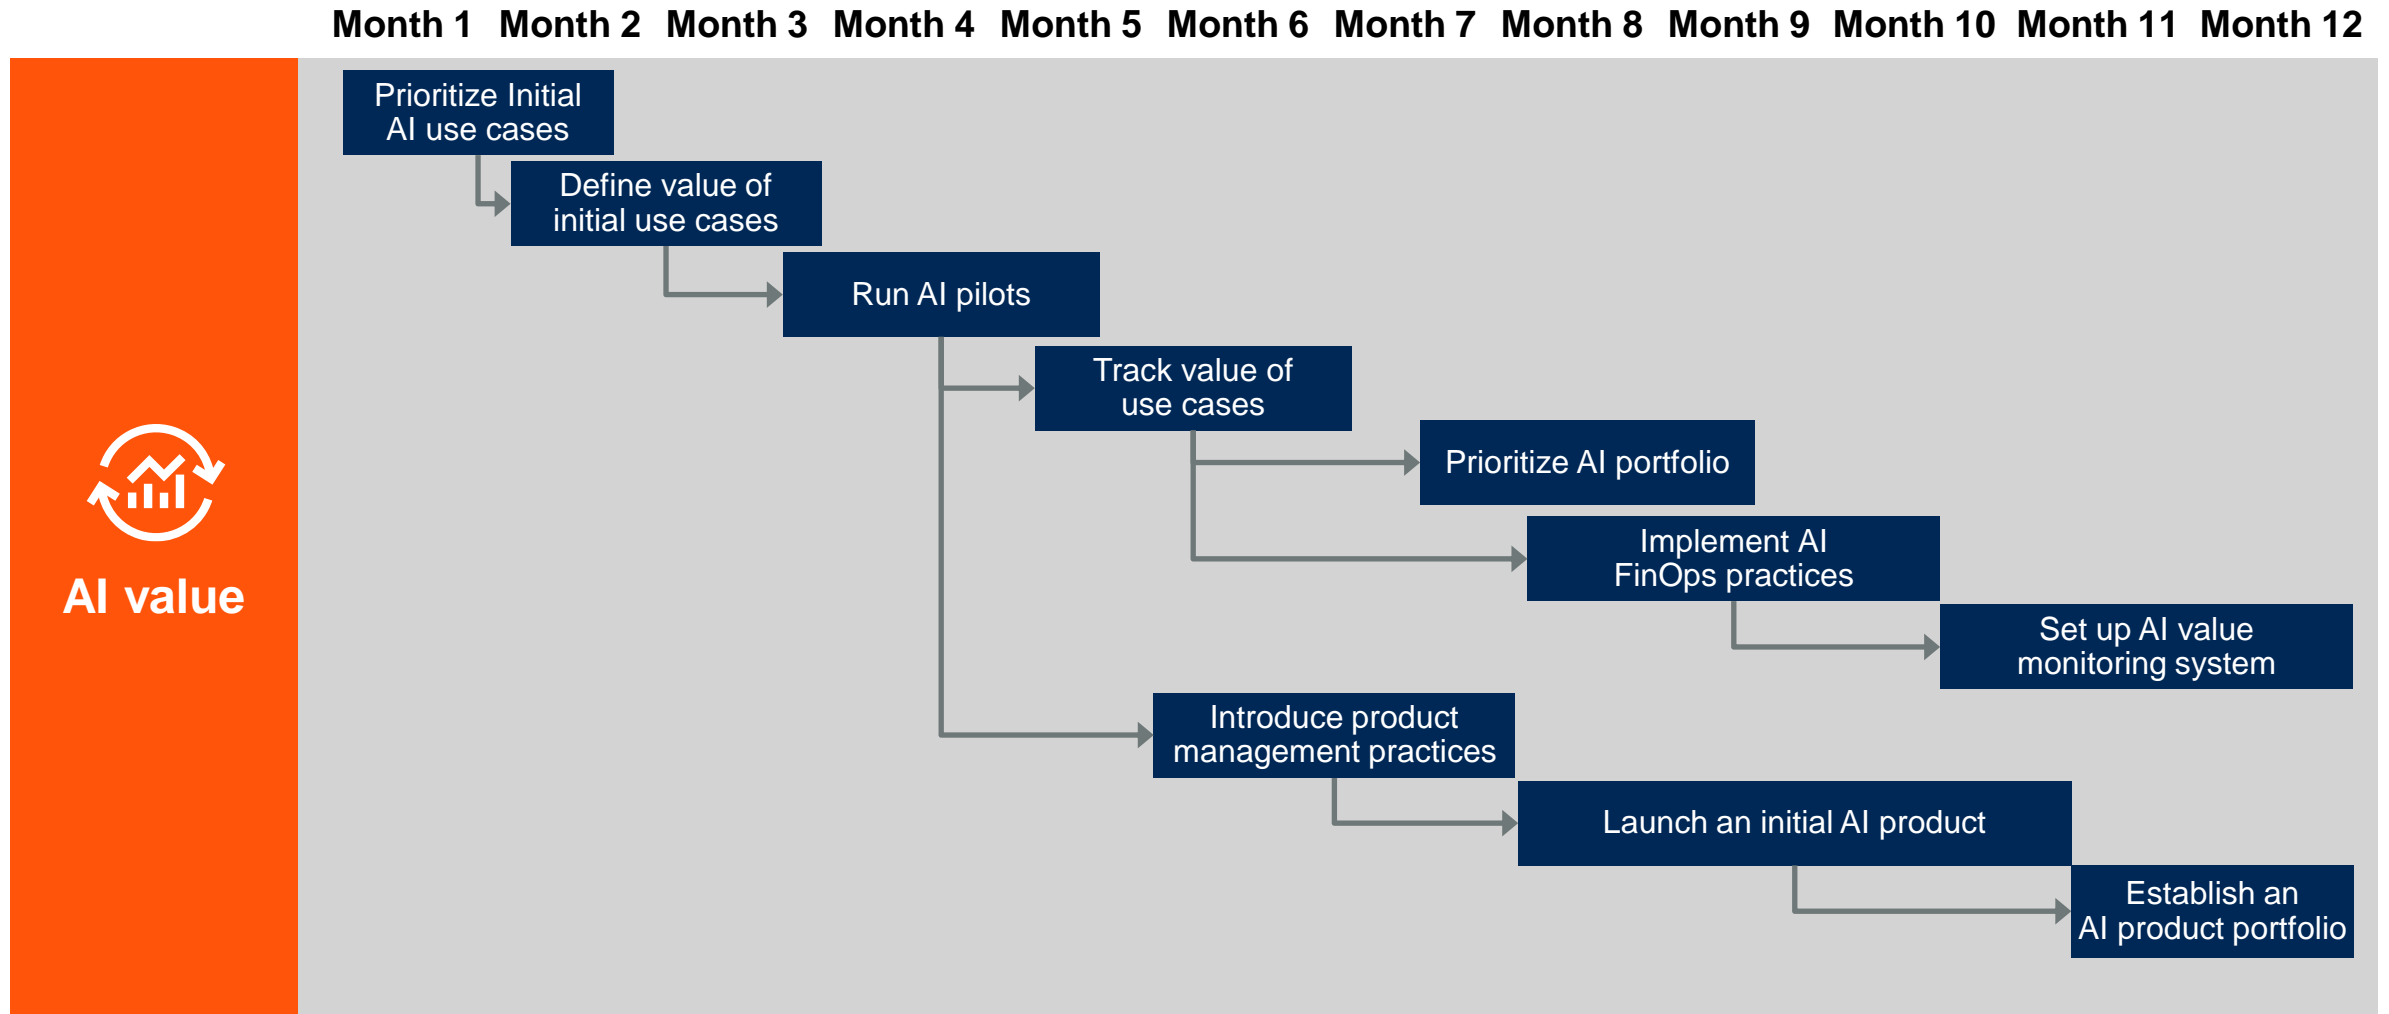 Month 1 Month 2 Month 3 Month 4 Month 5 Month 6 Month 7 Month 8 Month 9 Month 10 Month 11 Month 12
Prioritize Initial
AI use cases
Define value of
initial use cases
Run AI pilots
Track value of
use cases
Prioritize AI portfolio
Implement AI
FinOps practices
AI value
Set up AI value
monitoring system
Introduce product
management practices
Launch an initial AI product
Establish an
AI product portfolio